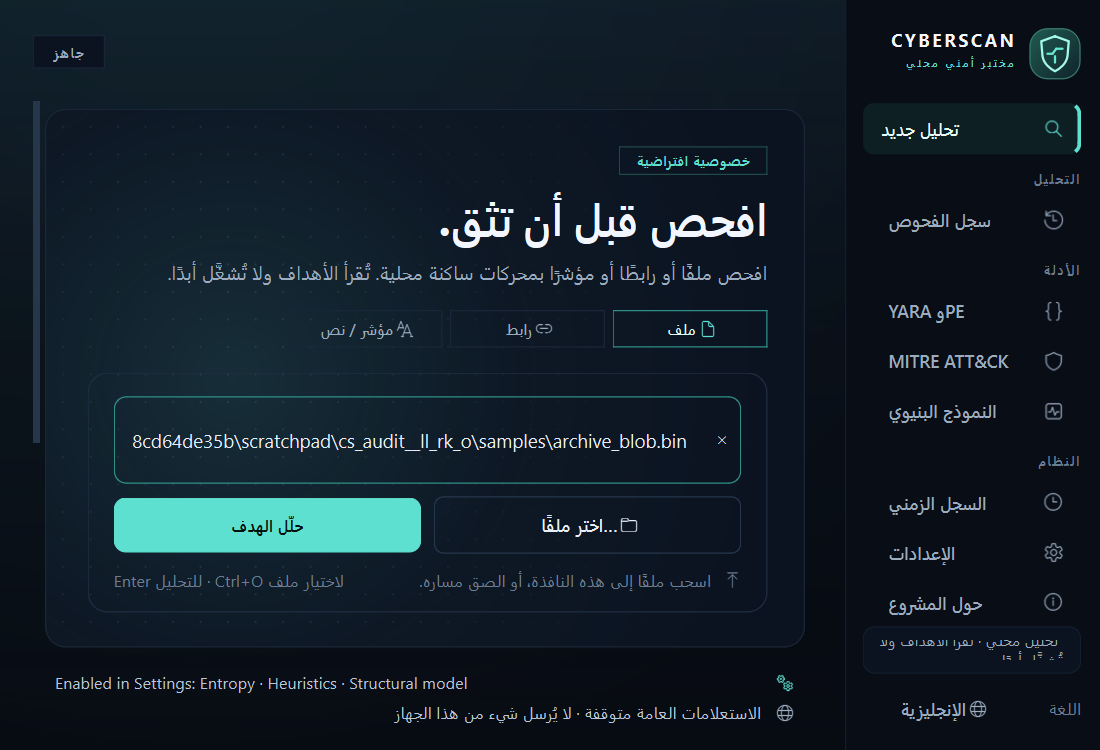 CYBERSCAN
مختبر أمني محلي
تحليل جديد
التحليل
سجل الفحوص
الأدلة
YARA وPE
MITRE ATT&CK
النموذج البنيوي
النظام
السجل الزمني
الإعدادات
حول المشروع
تحليل محلي · تُقرأ الأهداف ولا
تُشغَّل أبدًا
اللغة
الإنجليزية
جاهز
خصوصية افتراضية
افحص قبل أن تثق.
افحص ملفًا أو رابطًا أو مؤشرًا بمحركات ساكنة محلية. تُقرأ الأهداف ولا تُشغَّل أبدًا.
ملف
رابط
مؤشر / نص
8cd64de35b\scratchpad\cs_audit__ll_rk_o\samples\archive_blob.bin
×
اختر ملفًا...
حلّل الهدف
اسحب ملفًا إلى هذه النافذة، أو الصق مساره.
لاختيار ملف Ctrl+O · للتحليل Enter
Enabled in Settings: Entropy · Heuristics · Structural model
الاستعلامات العامة متوقفة · لا يُرسل شيء من هذا الجهاز